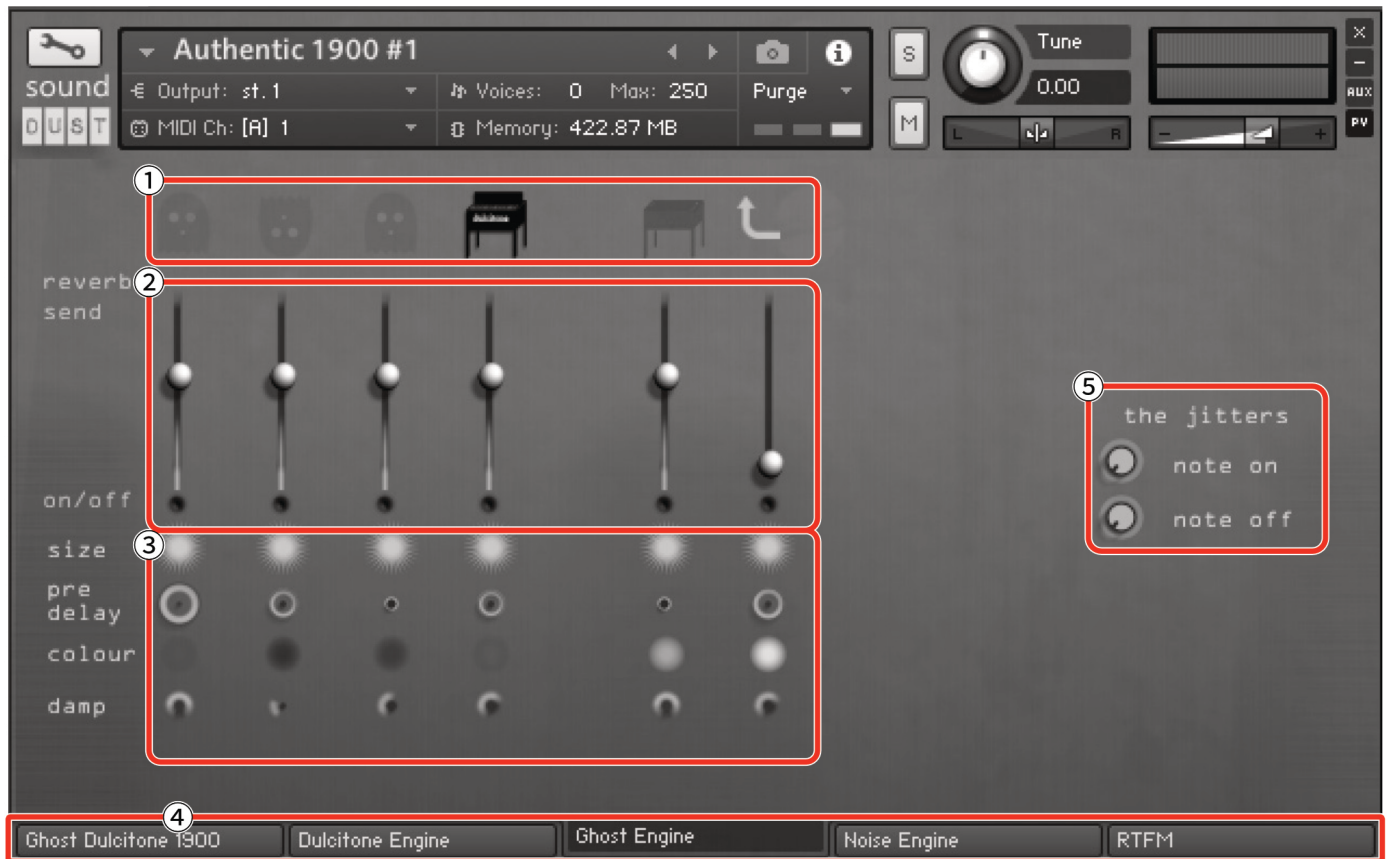 Authentic 1900 #1
sound
DUST
Output: st. 1
Voices: 0 Max: 250
Purge
MIDI Ch: [A] 1
Memory: 422.87 MB
S
M
Tune
0.00
L
R
-
+
X
-
AUX
PV
1
Dulcitone
2
reverb
send
on/off
3
size
pre
delay
colour
damp
5
the jitters
note on
note off
4
Ghost Dulcitone 1900
Dulcitone Engine
Ghost Engine
Noise Engine
RTFM